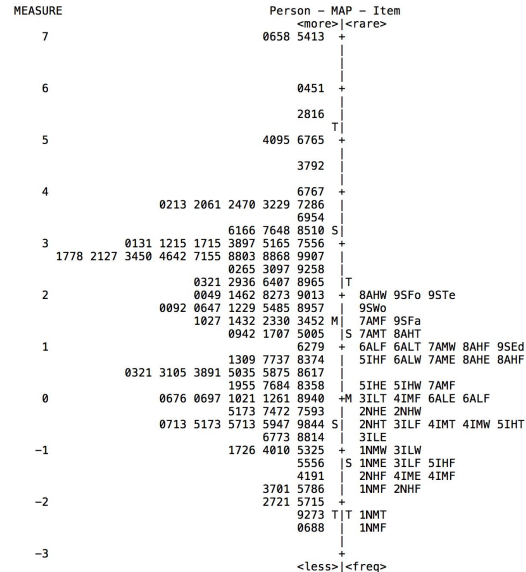 MEASURE Person - MAP - Item
<more>|<rare>
7 0658 5413 +
|
|
|
6 0451 +
|
2816 |
T|
5 4095 6765 +
|
3792 |
|
4 6767 +
0213 2061 2470 3229 7286 |
6954 |
6166 7648 8510 S|
3 0131 1215 1715 3897 5165 7556 +
1778 2127 3450 4642 7155 8803 8868 9907 |
0265 3097 9258 |
0321 2936 6407 8965 |T
2 0049 1462 8273 9013 + 8AHW 9SFo 9STe
0092 0647 1229 5485 8957 | 9SWo
1027 1432 2330 3452 M| 7AMF 9SFa
0942 1707 5005 |S 7AMT 8AHT
1 6279 + 6ALF 6ALT 7AMW 8AHF 9SEd
1309 7737 8374 | 5IHF 6ALW 7AME 8AHE 8AHF
0321 3105 3891 5035 5875 8617 |
1955 7684 8358 | 5IHE 5IHW 7AMF
0 0676 0697 1021 1261 8940 +M 3ILT 4IMF 6ALE 6ALF
5173 7472 7593 | 2NHE 2NHW
0713 5173 5713 5947 9844 S| 2NHT 3ILF 4IMT 4IMW 5IHT
6773 8814 | 3ILE
-1 1726 4010 5325 + 1NMW 3ILW
5556 |S 1NME 3ILF 5IHF
4191 | 2NHF 4IME 4IMF
3701 5786 | 1NMF 2NHF
-2 2721 5715 +
9273 T|T 1NMT
0688 | 1NMF
|
-3 +
<less>|<freq>